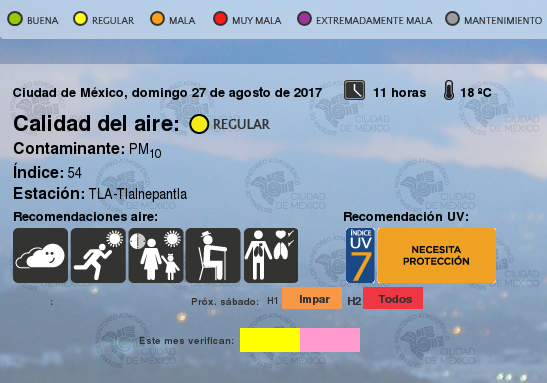 BUENA REGULAR MALA MUY MALA EXTREMADAMENTE MALA MANTENIMIENTO
Ciudad de México, domingo 27 de agosto de 2017 11 horas 18 ºC
Calidad del aire: REGULAR
Contaminante: PM10
Índice: 54
Estación: TLA-Tlalnepantla
Recomendaciones aire: Recomendación UV:
ÍNDICE UV 7 NECESITA PROTECCIÓN
: Próx. sábado: H1 Impar H2 Todos
Este mes verifican:
CIUDAD DE MÉXICO